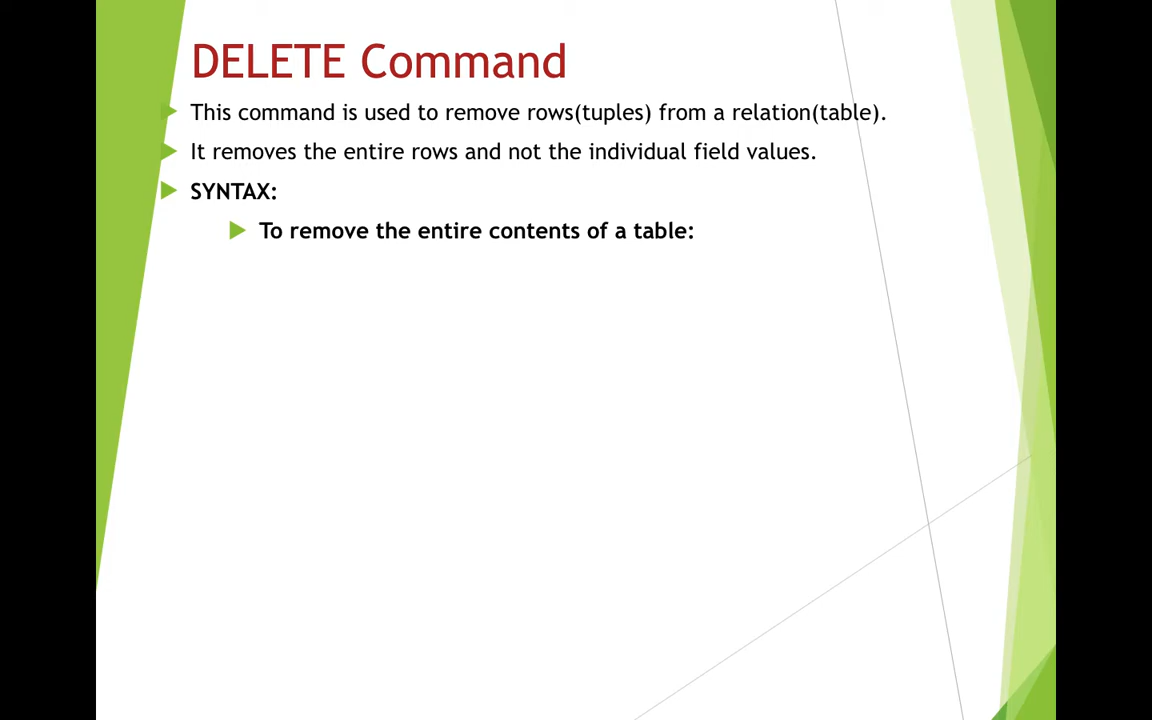 DELETE Command
This command is used to remove rows(tuples) from a relation(table).
It removes the entire rows and not the individual field values.
SYNTAX:
To remove the entire contents of a table: